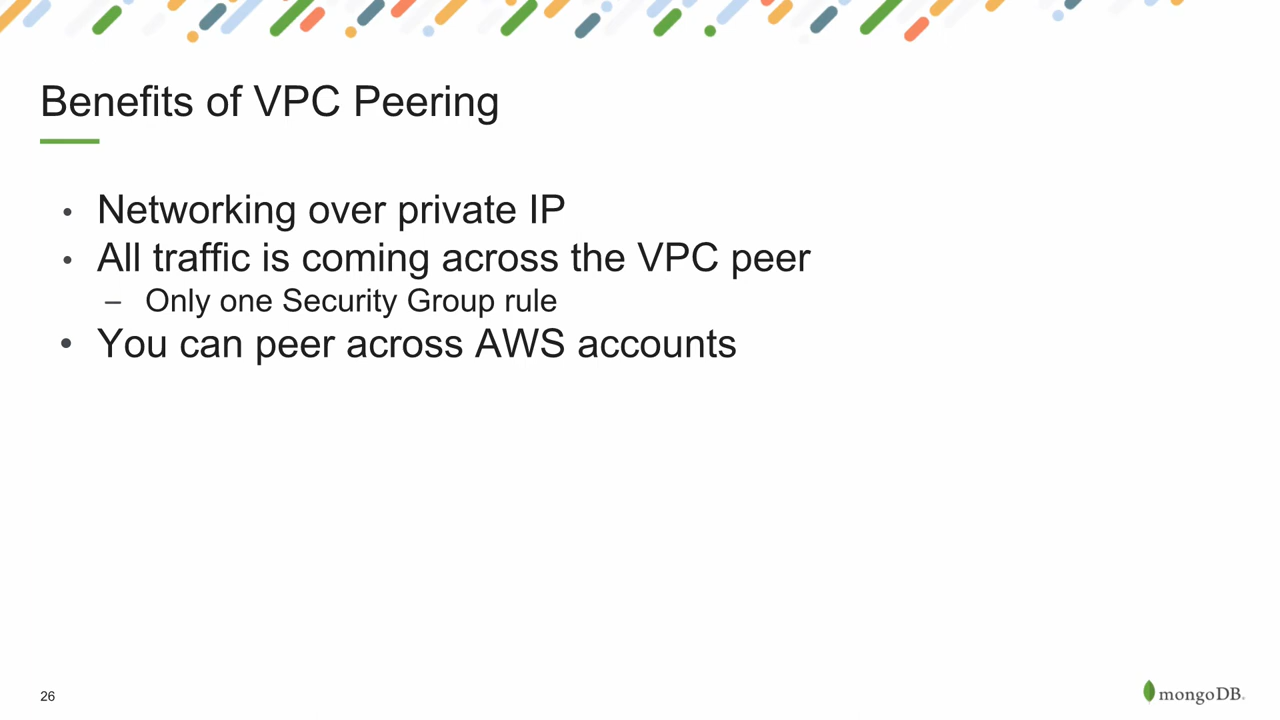 Benefits of VPC Peering
• Networking over private IP
• All traffic is coming across the VPC peer
– Only one Security Group rule
• You can peer across AWS accounts
26
mongoDB.